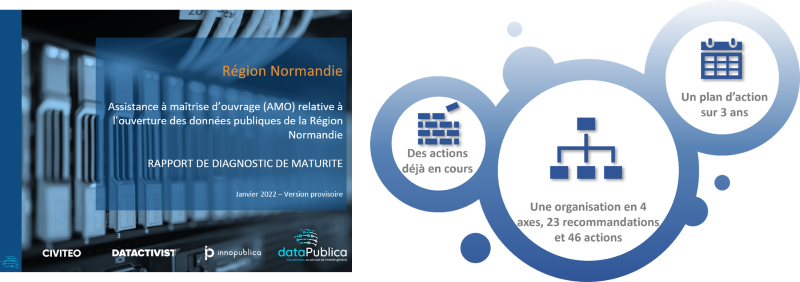 Région Normandie
Assistance à maîtrise d'ouvrage (AMO) relative à
l'ouverture des données publiques de la Région
Normandie
RAPPORT DE DIAGNOSTIC DE MATURITE
Janvier 2022 – Version provisoire
3
CIVITEO
DATACTIVIST
innopublica
dataPublica
Des actions
déjà en cours
Une organisation en 4
axes, 23 recommandations
et 46 actions
Un plan d'action
sur 3 ans